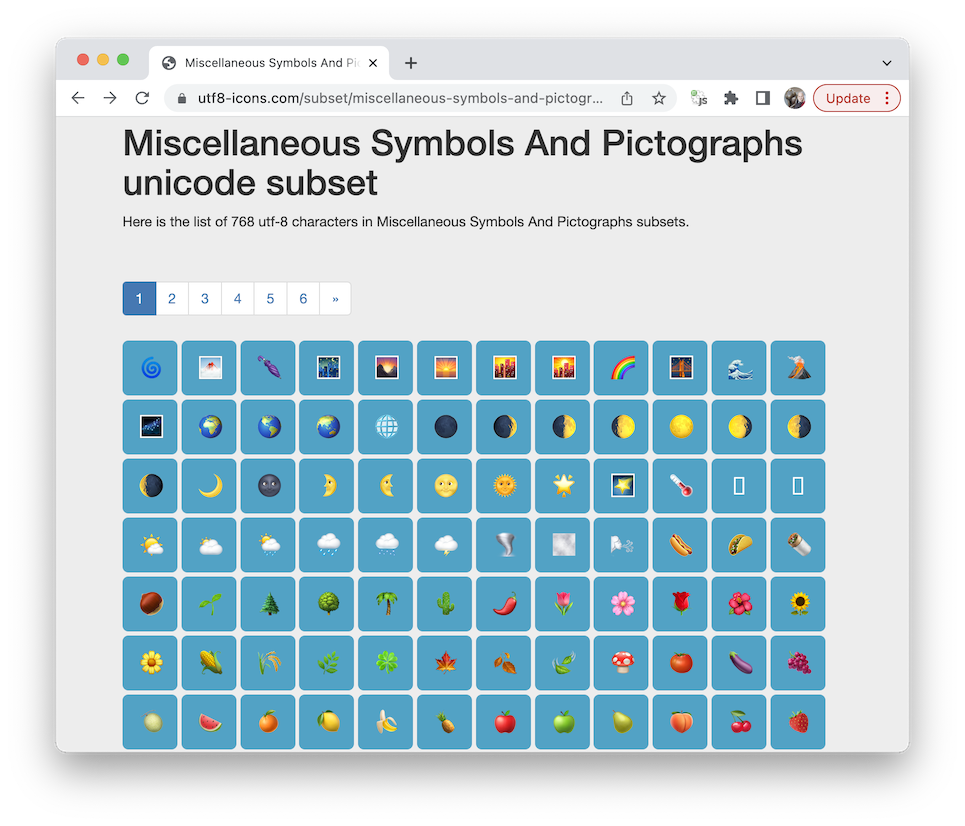 Miscellaneous Symbols And Pi
utf8-icons.com/subset/miscellaneous-symbols-and-pictogr...
JS
Update
Miscellaneous Symbols And Pictographs
unicode subset
Here is the list of 768 utf-8 characters in Miscellaneous Symbols And Pictographs subsets.
1 2 3 4 5 6 »